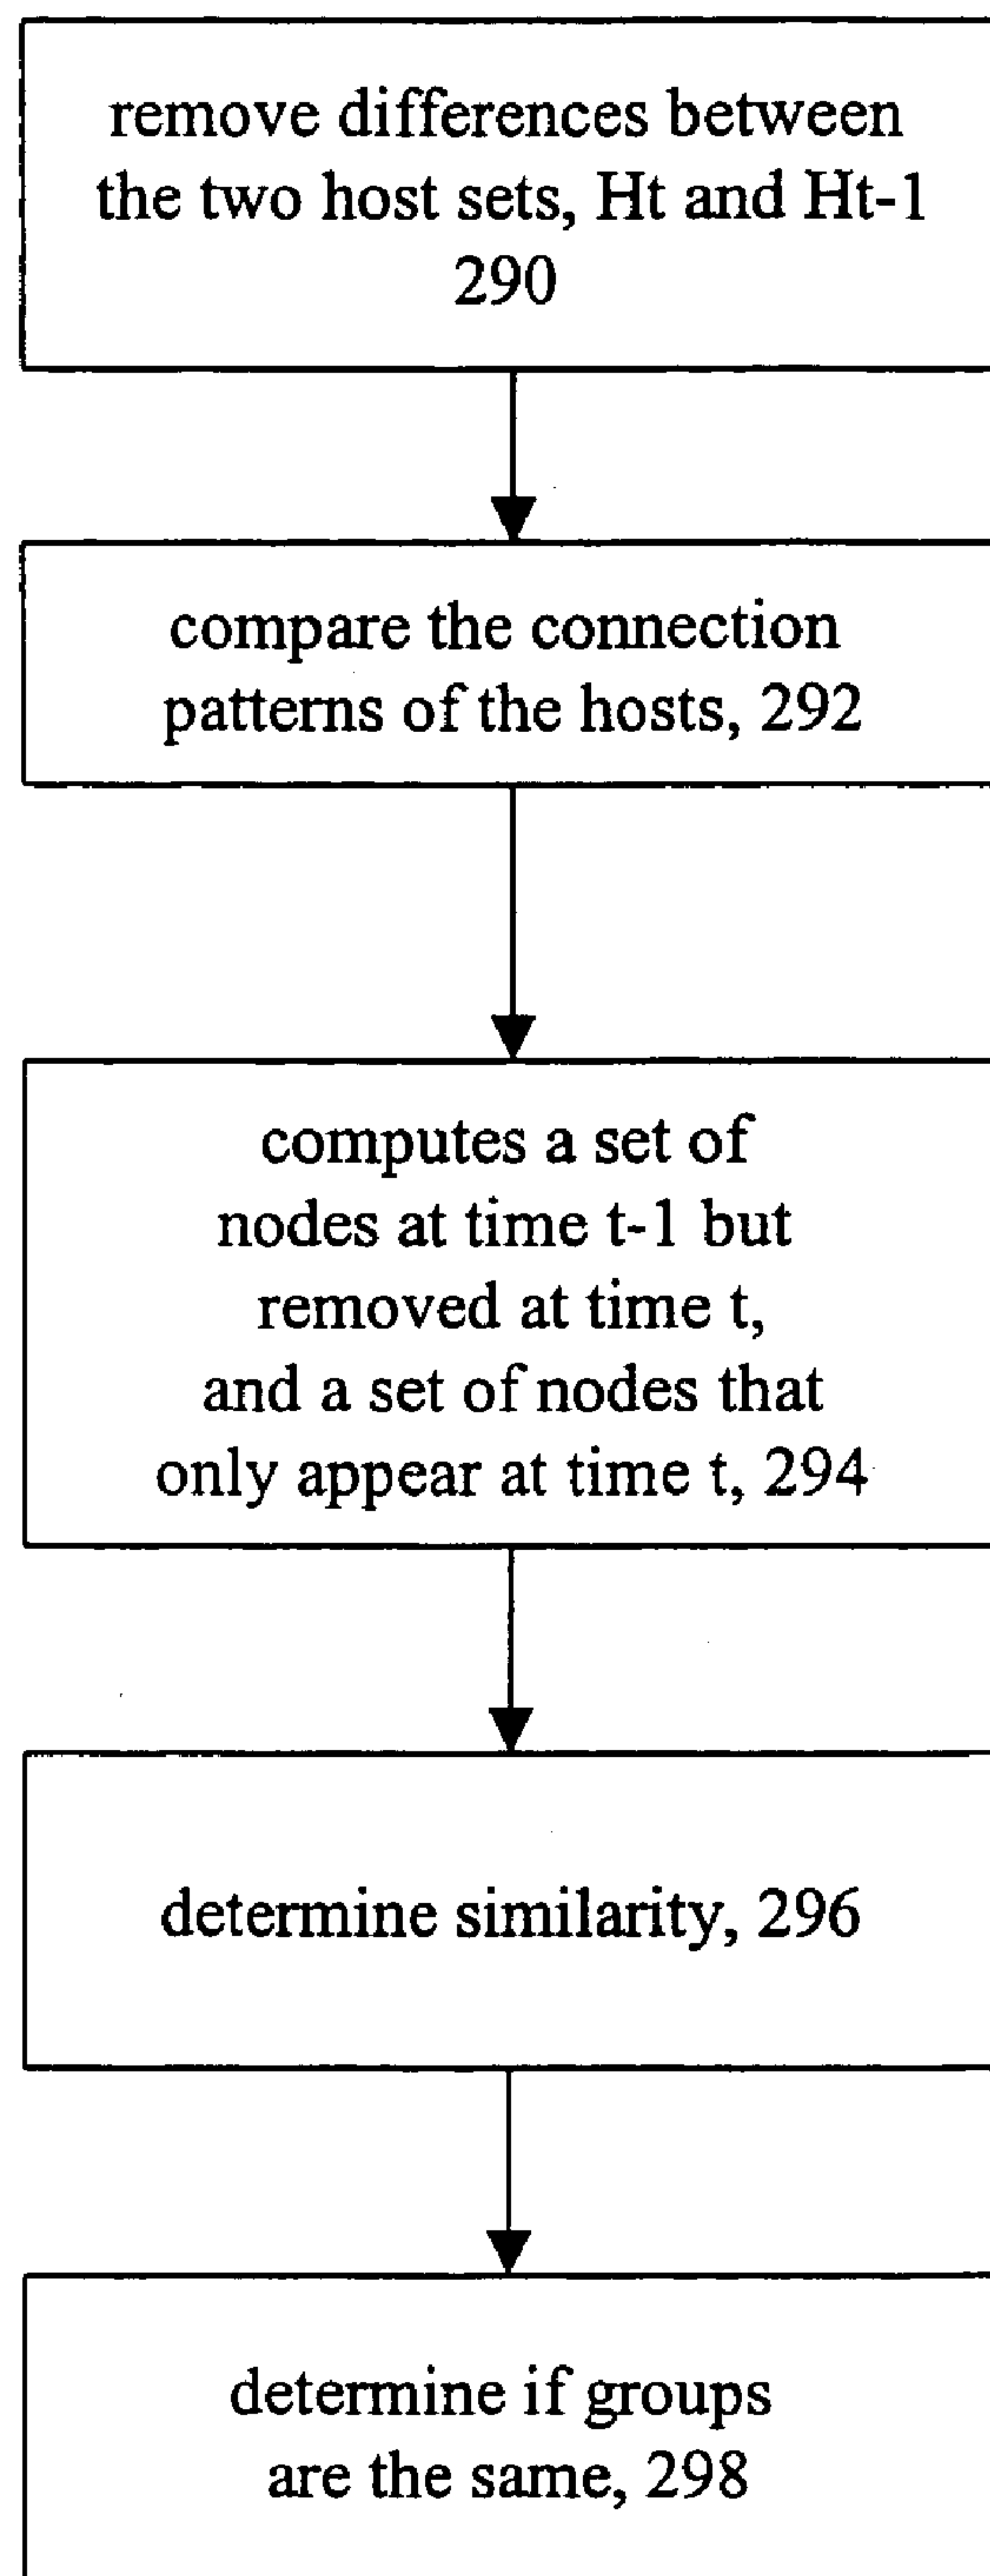 remove differences between
the two host sets, Ht and Ht-1
290
compare the connection
patterns of the hosts, 292
computes a set of
nodes at time t-1 but
removed at time t,
and a set of nodes that
only appear at time t, 294
determine similarity, 296
determine if groups
are the same, 298